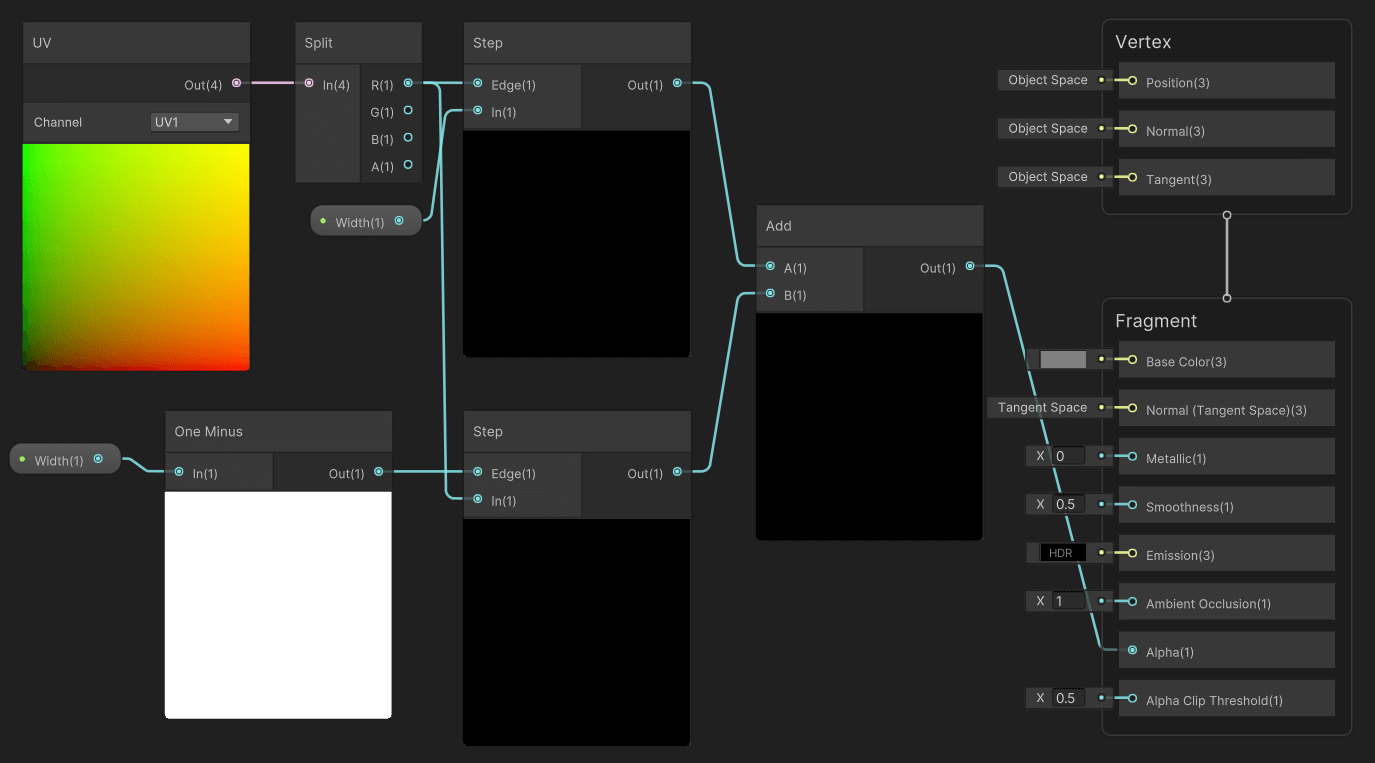 UV
Out(4)
Channel
UV1
Split
In(4)
R(1)
G(1)
B(1)
A(1)
Width(1)
Step
Edge(1)
In(1)
Out(1)
Width(1)
One Minus
In(1)
Out(1)
Step
Edge(1)
In(1)
Out(1)
Add
A(1)
B(1)
Out(1)
Vertex
Object Space
Position(3)
Object Space
Normal(3)
Object Space
Tangent(3)
Fragment
Base Color(3)
Tangent Space
Normal (Tangent Space)(3)
X 0
Metallic(1)
X 0.5
Smoothness(1)
HDR
Emission(3)
X 1
Ambient Occlusion(1)
Alpha(1)
X 0.5
Alpha Clip Threshold(1)